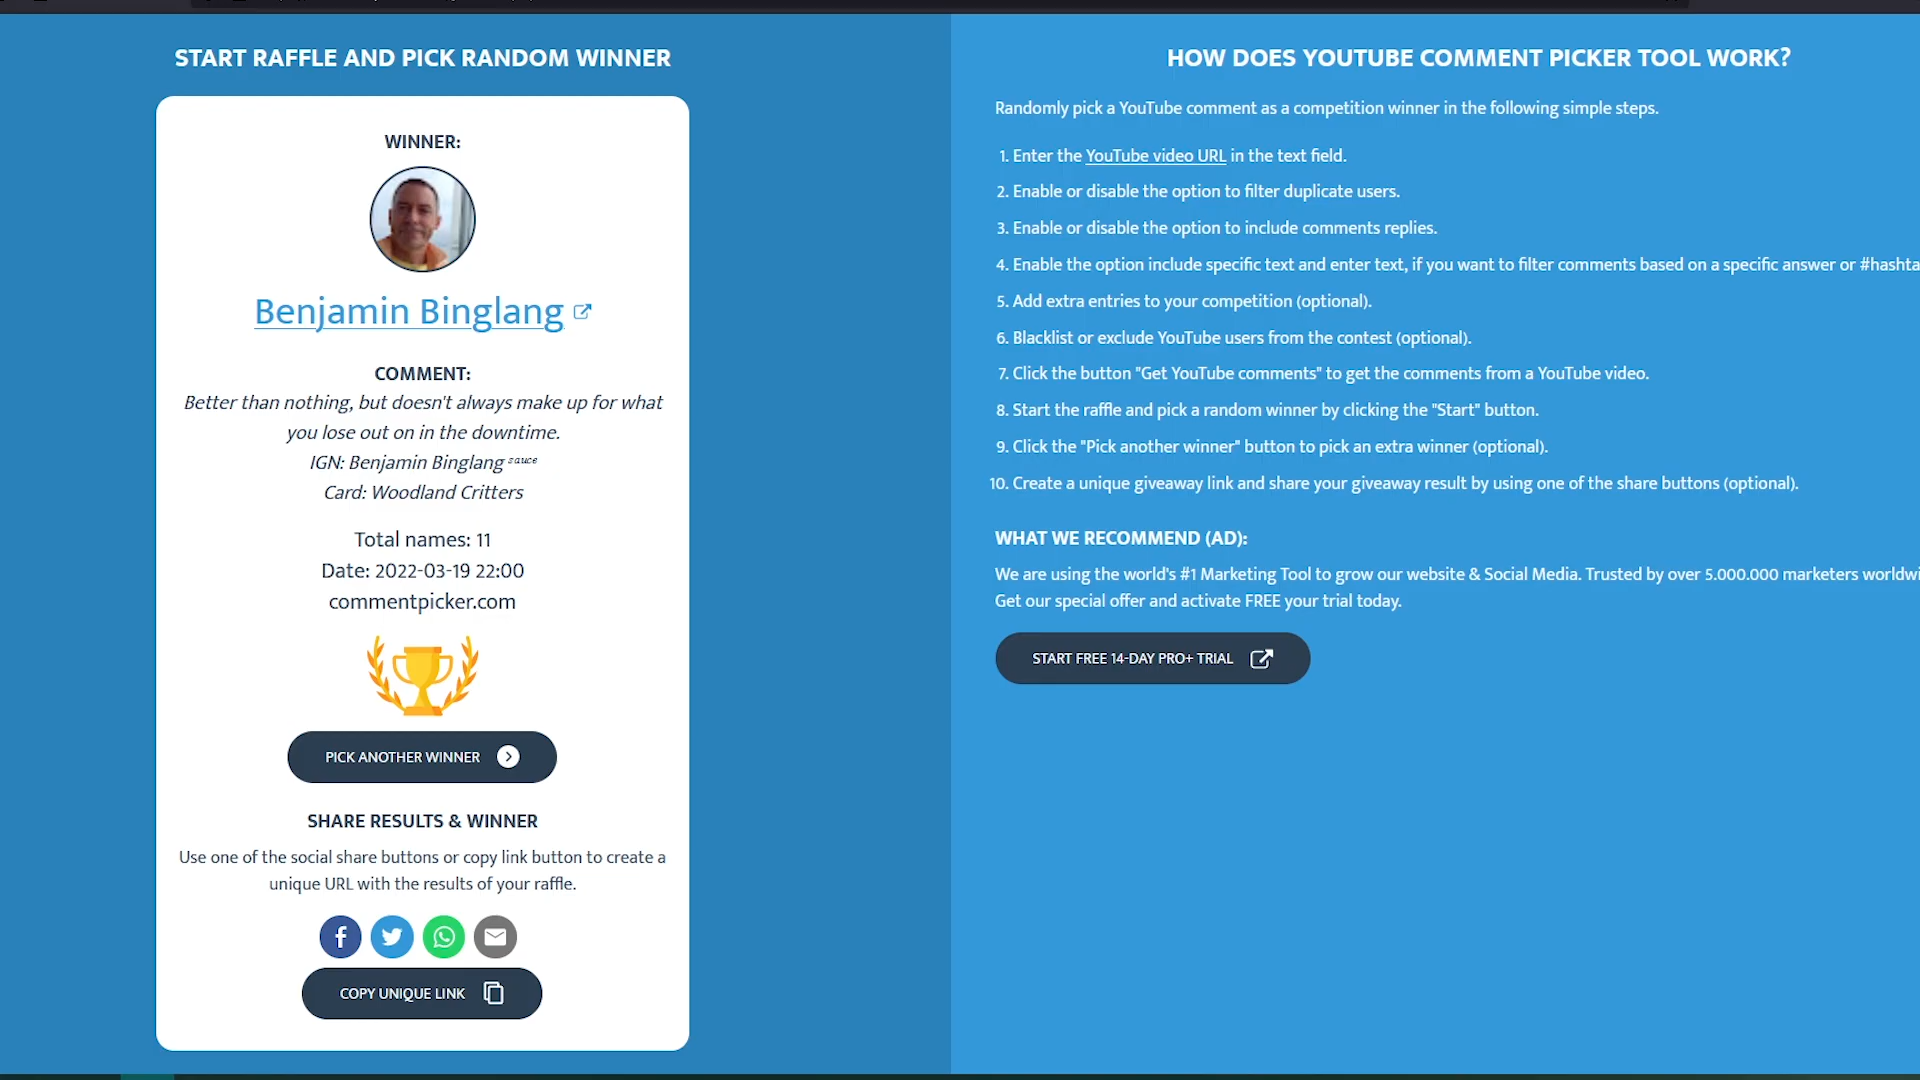 START RAFFLE AND PICK RANDOM WINNER
WINNER:
Benjamin Binglang
COMMENT:
Better than nothing, but doesn't always make up for what
you lose out on in the downtime.
IGN: Benjamin Binglang ˢᵃᵘᶜᵉ
Card: Woodland Critters
Total names: 11
Date: 2022-03-19 22:00
commentpicker.com
PICK ANOTHER WINNER
SHARE RESULTS & WINNER
Use one of the social share buttons or copy link button to create a
unique URL with the results of your raffle.
COPY UNIQUE LINK
HOW DOES YOUTUBE COMMENT PICKER TOOL WORK?
Randomly pick a YouTube comment as a competition winner in the following simple steps.
1. Enter the YouTube video URL in the text field.
2. Enable or disable the option to filter duplicate users.
3. Enable or disable the option to include comments replies.
4. Enable the option include specific text and enter text, if you want to filter comments based on a specific answer or #hashta
5. Add extra entries to your competition (optional).
6. Blacklist or exclude YouTube users from the contest (optional).
7. Click the button "Get YouTube comments" to get the comments from a YouTube video.
8. Start the raffle and pick a random winner by clicking the "Start" button.
9. Click the "Pick another winner" button to pick an extra winner (optional).
10. Create a unique giveaway link and share your giveaway result by using one of the share buttons (optional).
WHAT WE RECOMMEND (AD):
We are using the world's #1 Marketing Tool to grow our website & Social Media. Trusted by over 5.000.000 marketers worldwi
Get our special offer and activate FREE your trial today.
START FREE 14-DAY PRO+ TRIAL